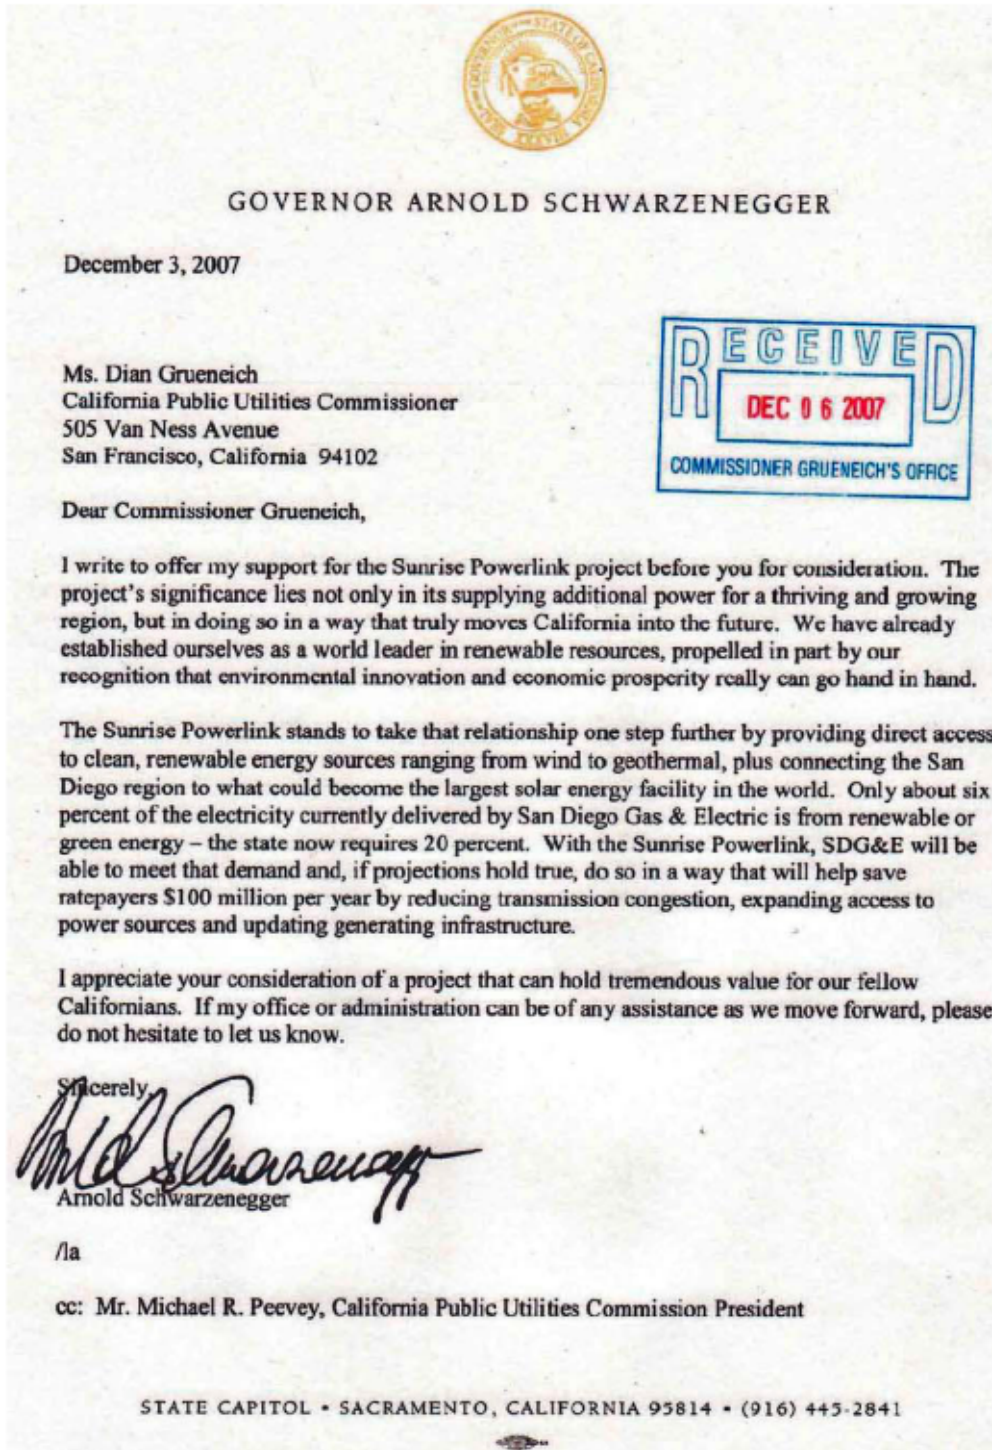 GOVERNOR ARNOLD SCHWARZENEGGER
December 3, 2007
RECEIVED
DEC 0 6 2007
COMMISSIONER GRUENEICH'S OFFICE
Ms. Dian Grueneich
California Public Utilities Commissioner
505 Van Ness Avenue
San Francisco, California 94102
Dear Commissioner Grueneich,
I write to offer my support for the Sunrise Powerlink project before you for consideration. The
project's significance lies not only in its supplying additional power for a thriving and growing
region, but in doing so in a way that truly moves California into the future. We have already
established ourselves as a world leader in renewable resources, propelled in part by our
recognition that environmental innovation and economic prosperity really can go hand in hand.
The Sunrise Powerlink stands to take that relationship one step further by providing direct access
to clean, renewable energy sources ranging from wind to geothermal, plus connecting the San
Diego region to what could become the largest solar energy facility in the world. Only about six
percent of the electricity currently delivered by San Diego Gas & Electric is from renewable or
green energy – the state now requires 20 percent. With the Sunrise Powerlink, SDG&E will be
able to meet that demand and, if projections hold true, do so in a way that will help save
ratepayers $100 million per year by reducing transmission congestion, expanding access to
power sources and updating generating infrastructure.
I appreciate your consideration of a project that can hold tremendous value for our fellow
Californians. If my office or administration can be of any assistance as we move forward, please
do not hesitate to let us know.
Sincerely,
Arnold Schwarzenegger
Arnold Schwarzenegger
/la
cc: Mr. Michael R. Peevey, California Public Utilities Commission President
STATE CAPITOL • SACRAMENTO, CALIFORNIA 95814 • (916) 445-2841